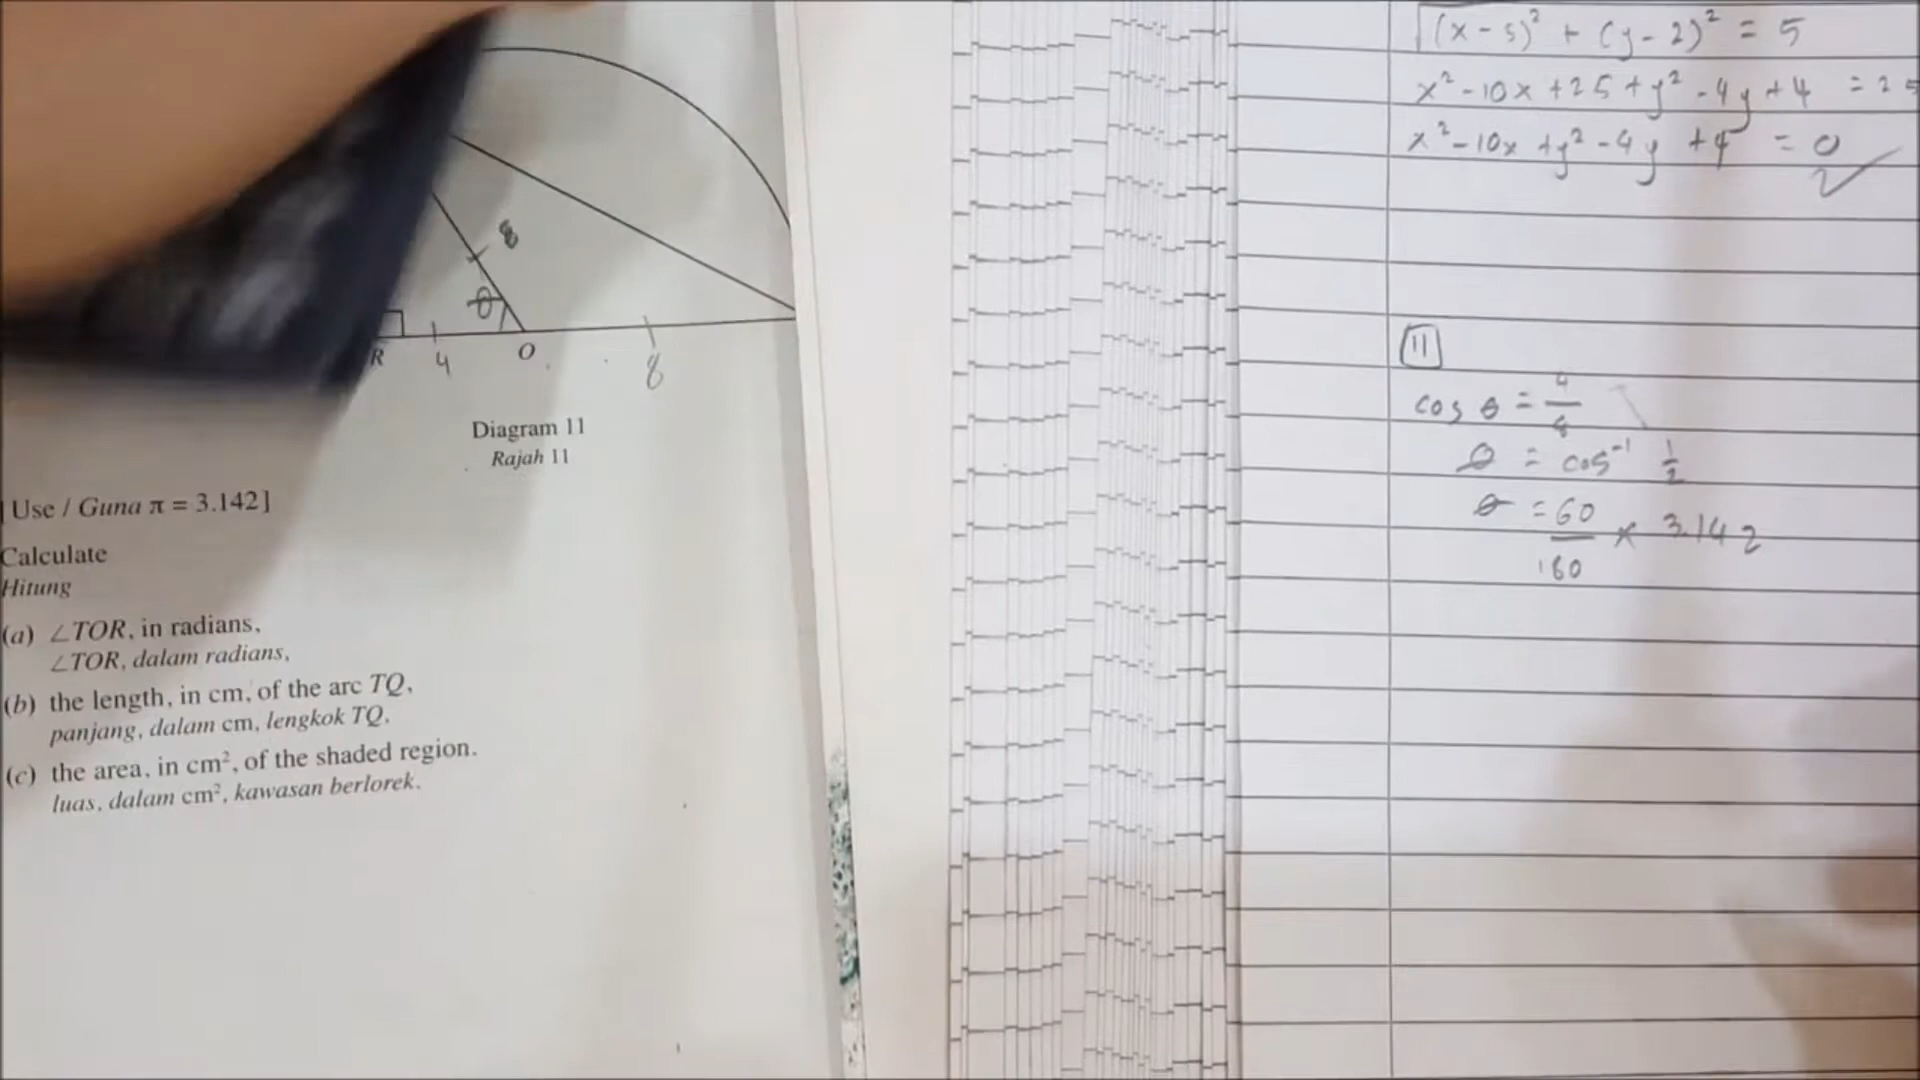 8
θ
R
4
O
8
Diagram 11
Rajah 11
[Use / Guna π = 3.142]
Calculate
Hitung
(a) ∠TOR, in radians,
∠TOR, dalam radians,
(b) the length, in cm, of the arc TQ,
panjang, dalam cm, lengkok TQ,
(c) the area, in cm², of the shaded region.
luas, dalam cm², kawasan berlorek.
√(x - 5)² + (y - 2)² = 5
x² - 10x + 25 + y² - 4y + 4 = 25
x² - 10x + y² - 4y + 4 = 0
11
cos θ = 4/8
θ = cos⁻¹ 1/2
θ = 60/180 × 3.142